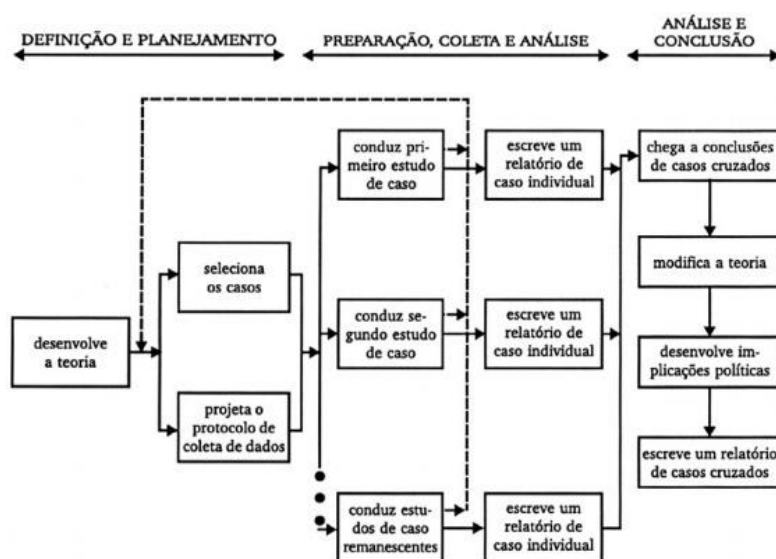 DEFINIÇÃO E PLANEJAMENTO
PREPARAÇÃO, COLETA E ANÁLISE
ANÁLISE E
CONCLUSÃO
desenvolve
a teoria
seleciona
os casos
projeta o
protocolo de
coleta de dados
conduz pri-
meiro estudo
de caso
escreve um
relatório de
caso individual
conduz se-
gundo estudo
de caso
escreve um
relatório de
caso individual
conduz estu-
dos de caso
remanescentes
escreve um
relatório de
caso individual
chega a conclusões
de casos cruzados
modifica a teoria
desenvolve im-
plicações políticas
escreve um relatório
de casos cruzados